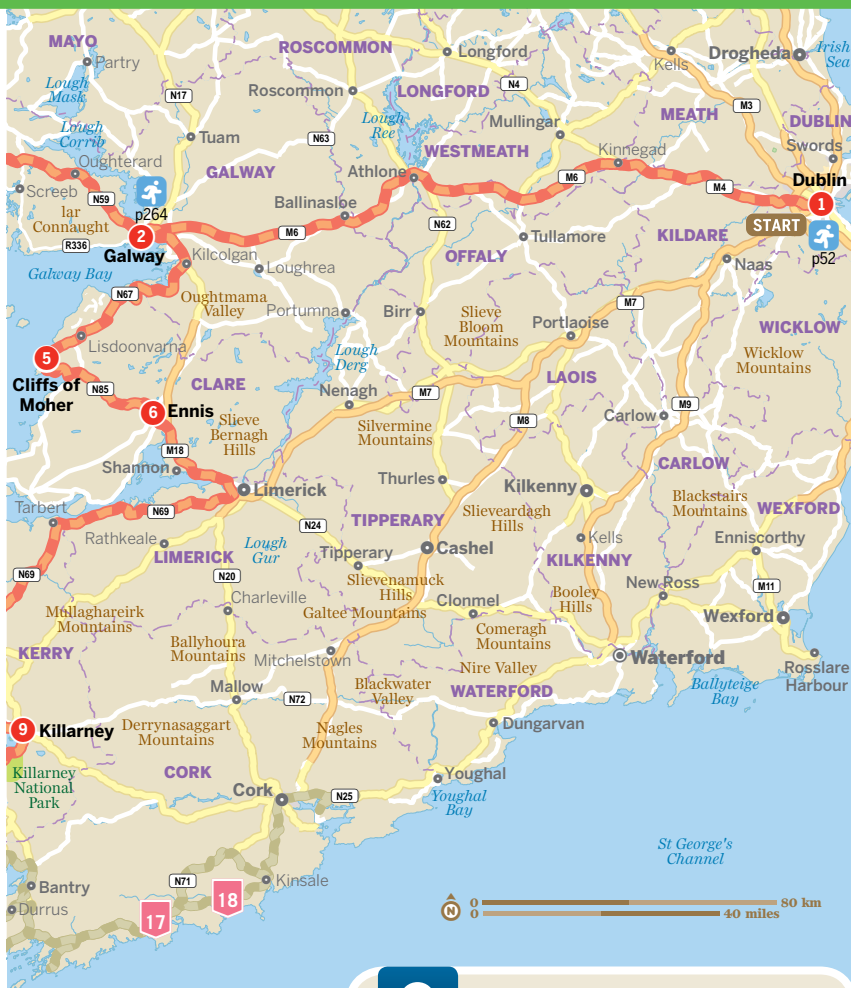 MAYO
Partry
ROSCOMMON
Longford
Kells
Drogheda
Irish
Sea
Lough
Mask
N17
Roscommon
LONGFORD
N4
M3
Lough
Corrib
Tuam
N63
Lough
Ree
Mullingar
MEATH
DUBLIN
Oughterard
GALWAY
Athlone
WESTMEATH
Kinnegad
Swords
Screeb
N59
Iar
Connaught
p264
Ballinasloe
M6
M4
Dublin
1
START
p52
R336
2
Galway
M6
N62
Tullamore
KILDARE
Naas
Galway Bay
Kilcolgan
Loughrea
OFFALY
N67
Oughtmama
Valley
Portumna
Birr
Slieve
Bloom
Mountains
Portlaoise
M7
WICKLOW
Wicklow
Mountains
Lisdoonvarna
5
Cliffs of
Moher
N85
CLARE
Lough
Derg
Nenagh
M7
LAOIS
6
Ennis
Slieve
Bernagh
Hills
Silvermine
Mountains
M8
Carlow
M9
M18
Shannon
Limerick
Thurles
Kilkenny
CARLOW
Blackstairs
Mountains
WEXFORD
Tarbert
N69
Rathkeale
LIMERICK
Lough
Gur
N24
TIPPERARY
Slieveardagh
Hills
Kells
Enniscorthy
Tipperary
Cashel
KILKENNY
N69
N20
Charleville
Slievenamuck
Hills
Galtee Mountains
Clonmel
Booley
Hills
New Ross
M11
Mullaghareirk
Mountains
Wexford
KERRY
Ballyhoura
Mountains
Mitchelstown
Comeragh
Mountains
Nire Valley
Waterford
Rosslare
Harbour
Mallow
N72
Blackwater
Valley
WATERFORD
Ballyteige
Bay
9
Killarney
Derrynasaggart
Mountains
Nagles
Mountains
Dungarvan
Killarney
National
Park
CORK
Cork
N25
Youghal
Youghal
Bay
St George's
Channel
Bantry
N71
Kinsale
Durrus
17
18
N
0
80 km
0
40 miles